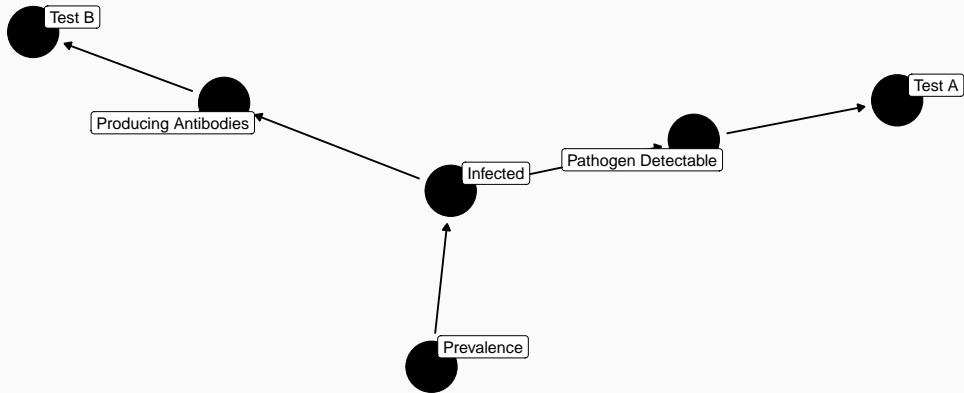 Test B
Test A
Producing Antibodies
Pathogen Detectable
Infected
Prevalence